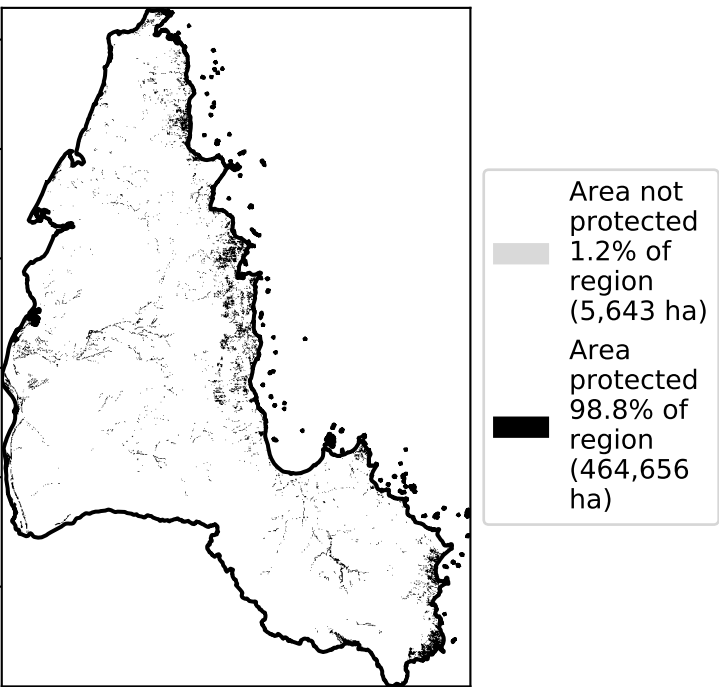 Area not
protected
1.2% of
region
(5,643 ha)
Area
protected
98.8% of
region
(464,656
ha)